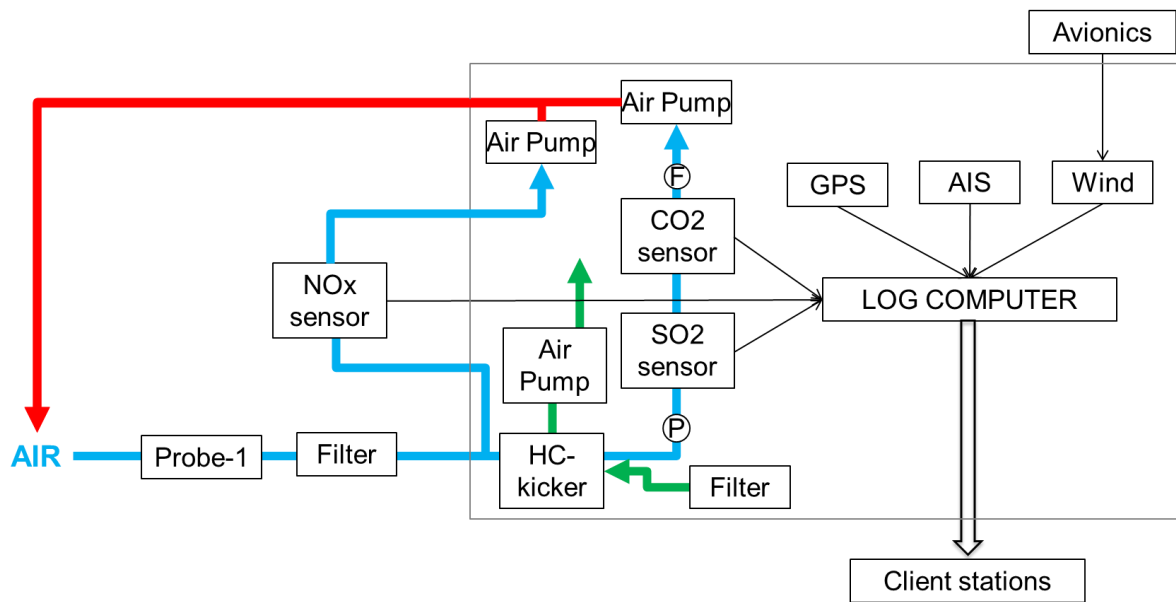 Avionics
Air Pump
Air Pump
F
GPS
AIS
Wind
CO2
sensor
NOx
sensor
LOG COMPUTER
SO2
sensor
Air
Pump
P
AIR
Probe-1
Filter
HC-
kicker
Filter
Client stations